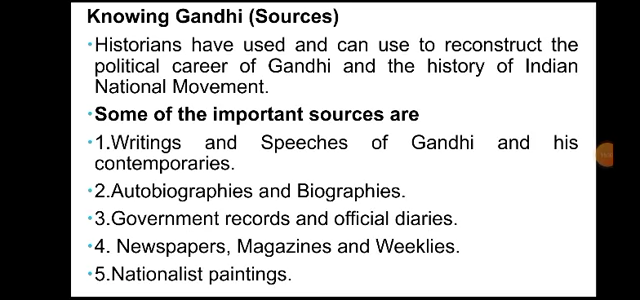 Knowing Gandhi (Sources)
•Historians have used and can use to reconstruct the
political career of Gandhi and the history of Indian
National Movement.
•Some of the important sources are
•1.Writings and Speeches of Gandhi and his
contemporaries.
•2.Autobiographies and Biographies.
•3.Government records and official diaries.
•4. Newspapers, Magazines and Weeklies.
•5.Nationalist paintings.